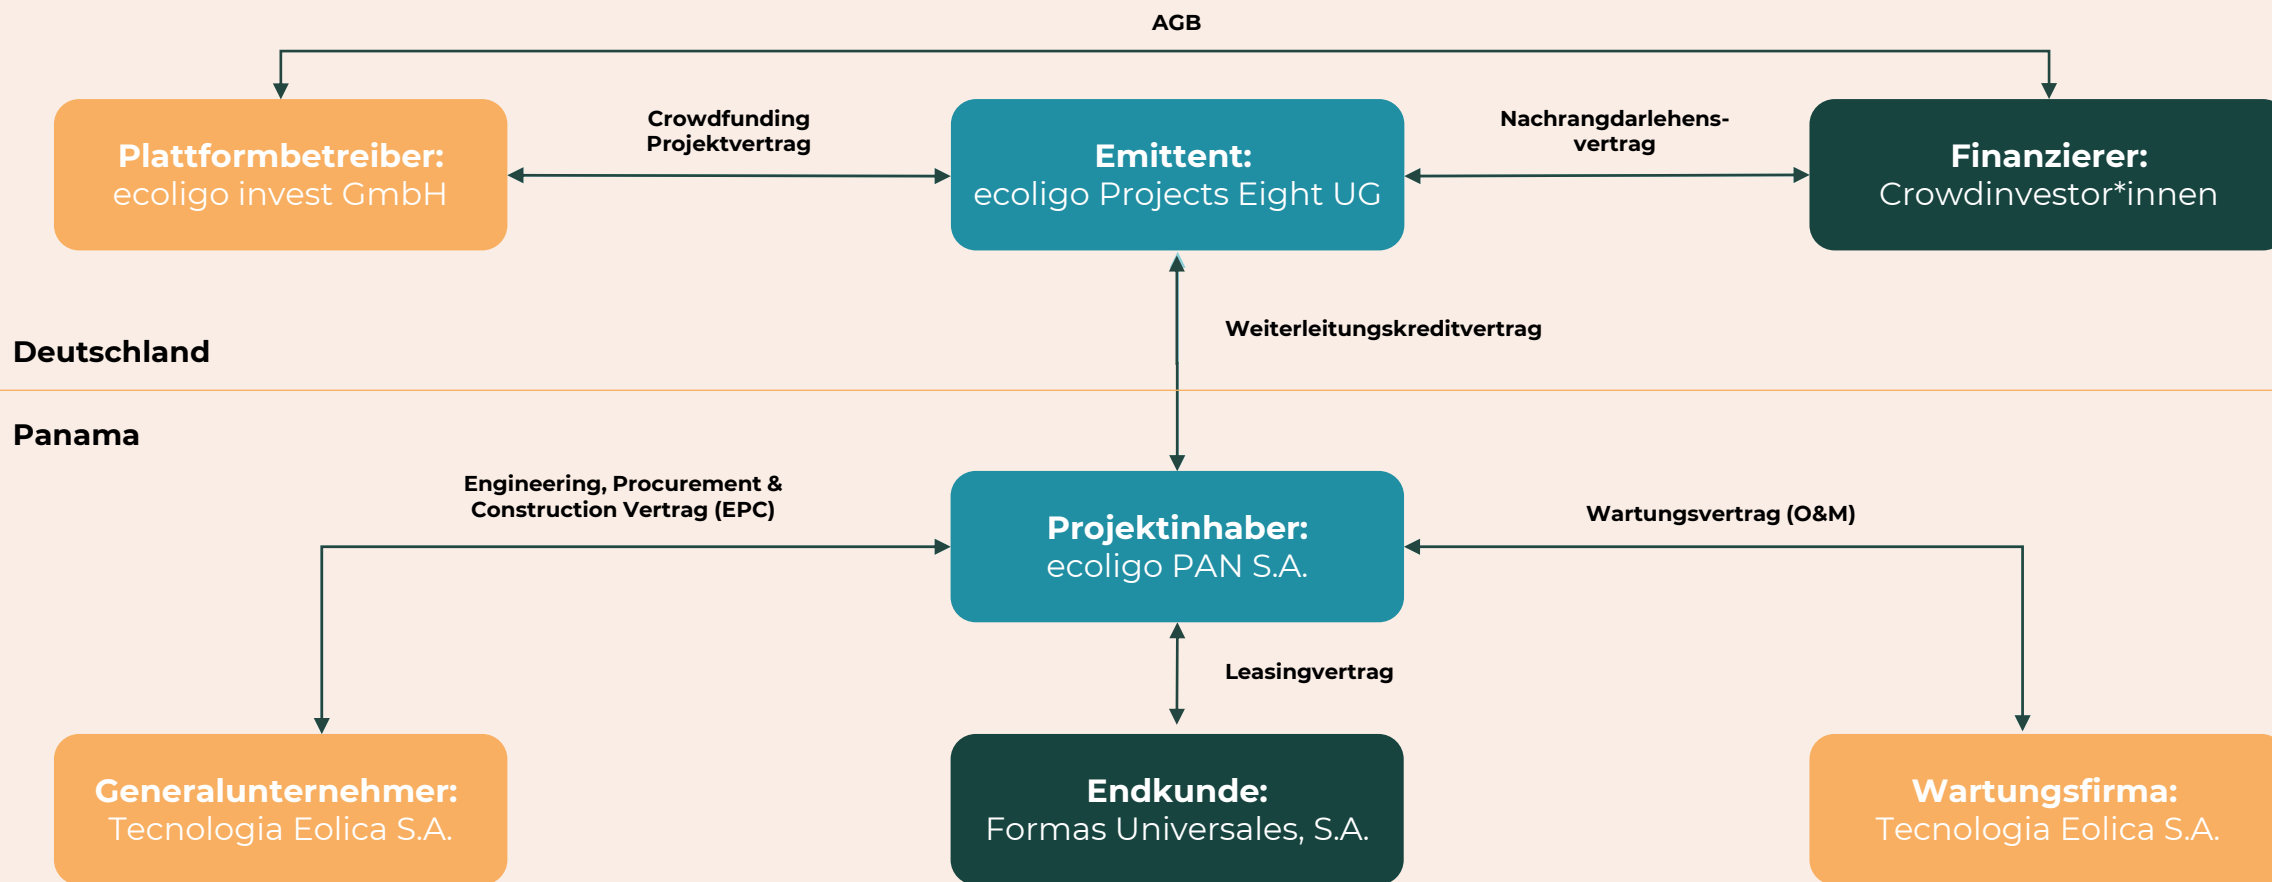 AGB
Plattformbetreiber:
ecoligo invest GmbH
Crowdfunding
Projektvertrag
Emittent:
ecoligo Projects Eight UG
Nachrangdarlehens-
vertrag
Finanzierer:
Crowdinvestor*innen
Weiterleitungskreditvertrag
Deutschland
Panama
Engineering, Procurement &
Construction Vertrag (EPC)
Projektinhaber:
ecoligo PAN S.A.
Wartungsvertrag (O&M)
Leasingvertrag
Generalunternehmer:
Tecnologia Eolica S.A.
Endkunde:
Formas Universales, S.A.
Wartungsfirma:
Tecnologia Eolica S.A.